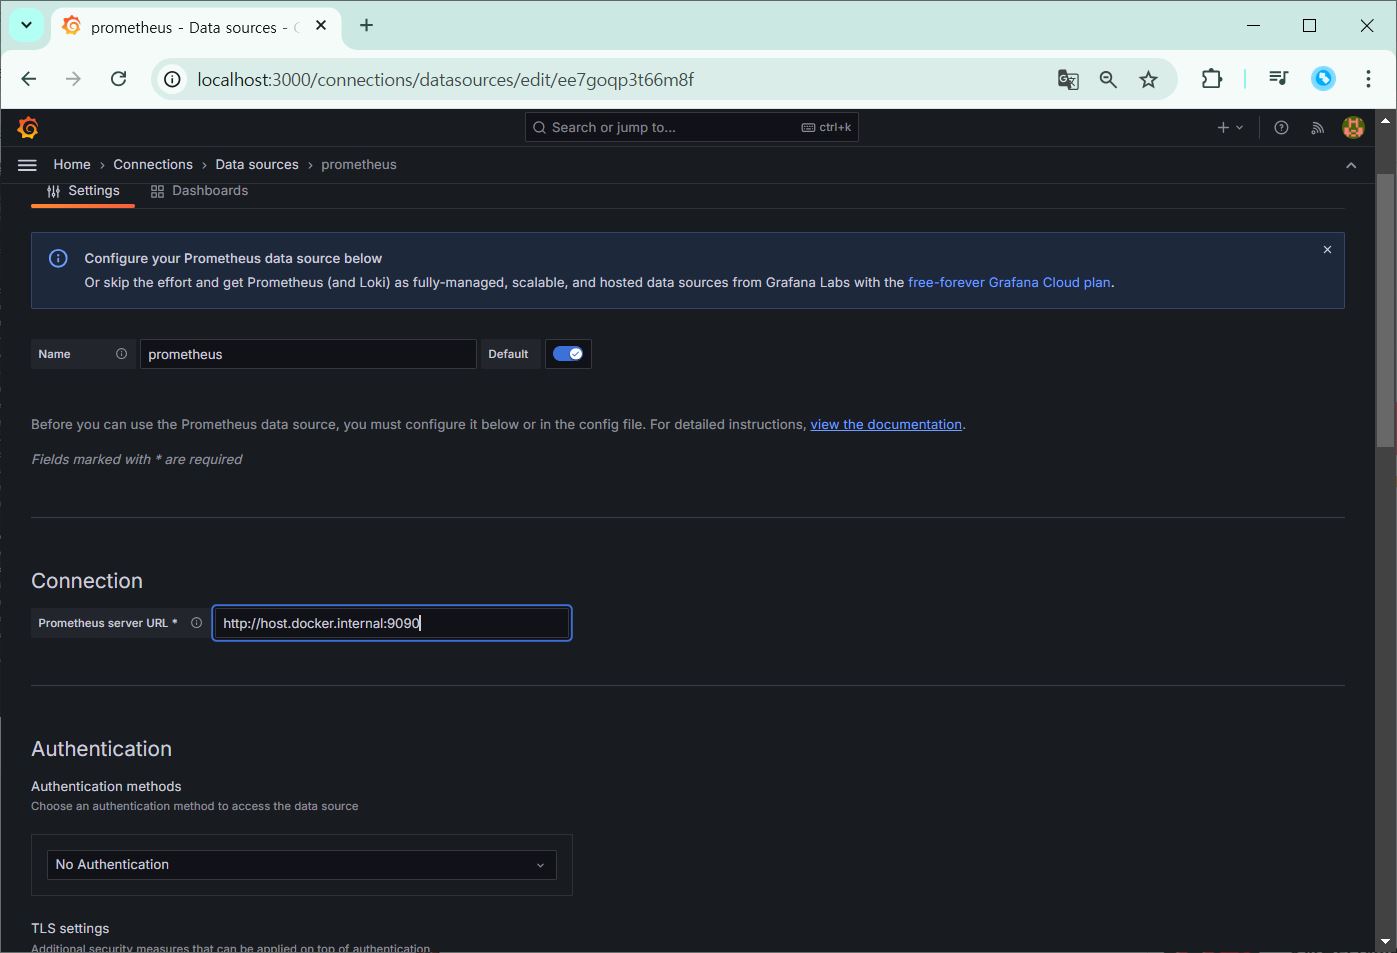 prometheus - Data sources -
localhost:3000/connections/datasources/edit/ee7goqp3t66m8f
Search or jump to... ctrl+k
Home › Connections › Data sources › prometheus
Settings Dashboards
Configure your Prometheus data source below
Or skip the effort and get Prometheus (and Loki) as fully-managed, scalable, and hosted data sources from Grafana Labs with the free-forever Grafana Cloud plan.
Name prometheus Default
Before you can use the Prometheus data source, you must configure it below or in the config file. For detailed instructions, view the documentation.
Fields marked with * are required
Connection
Prometheus server URL * http://host.docker.internal:9090
Authentication
Authentication methods
Choose an authentication method to access the data source
No Authentication
TLS settings
Additional security measures that can be applied on top of authentication